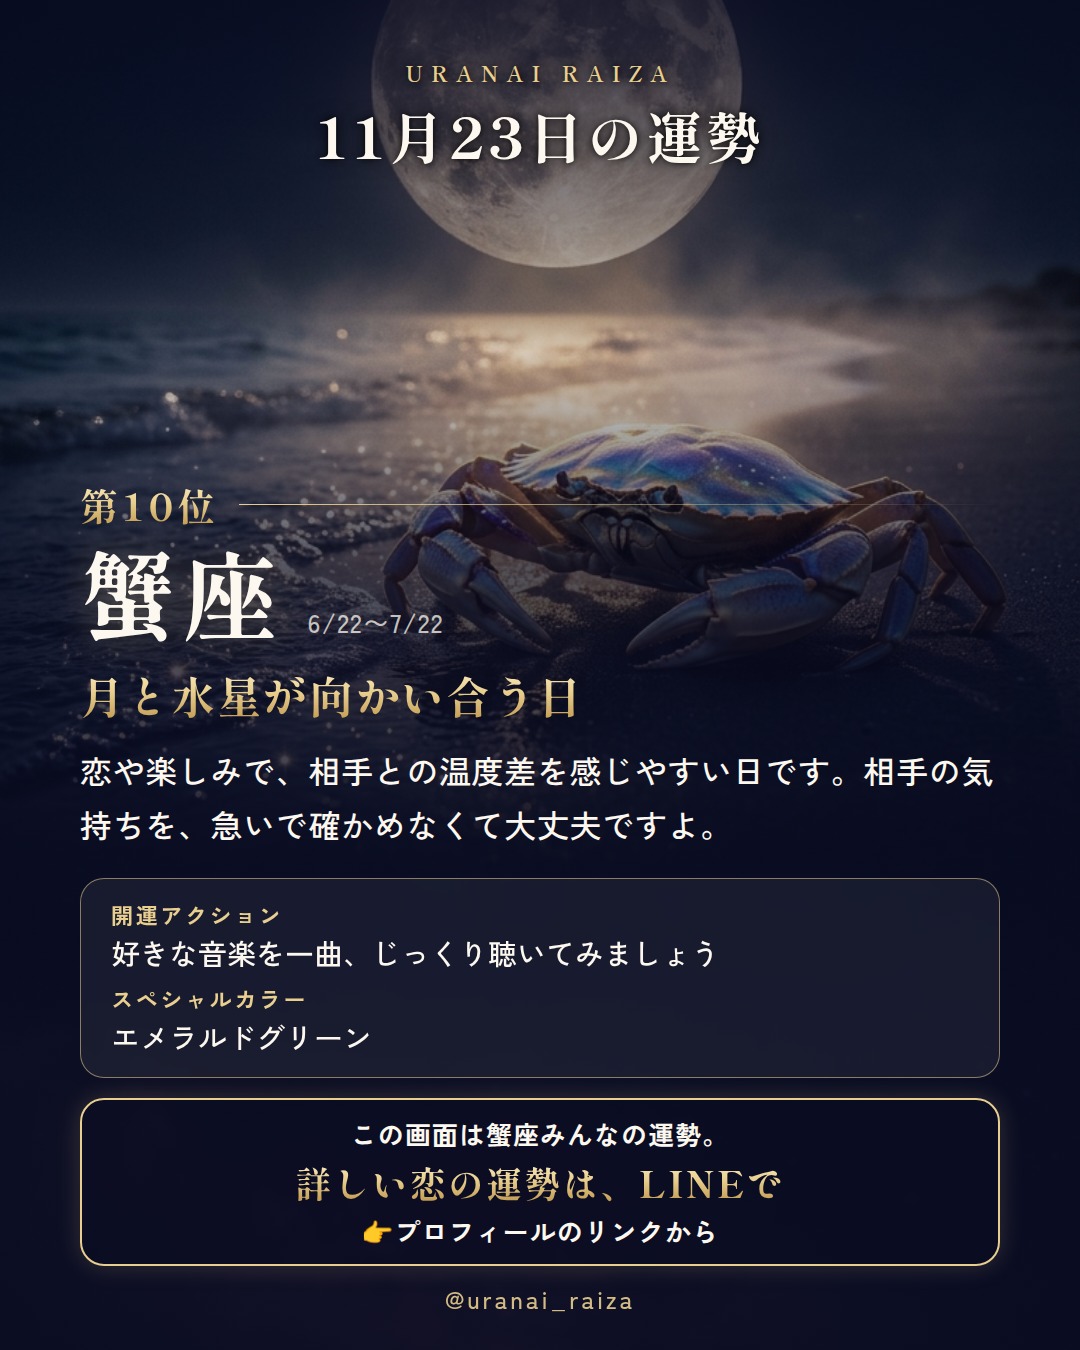 URANAI RAIZA
11月23日の運勢
第10位
蟹座 6/22〜7/22
月と水星が向かい合う日
恋や楽しみで、相手との温度差を感じやすい日です。相手の気
持ちを、急いで確かめなくて大丈夫ですよ。
開運アクション
好きな音楽を一曲、じっくり聴いてみましょう
スペシャルカラー
エメラルドグリーン
この画面は蟹座みんなの運勢。
詳しい恋の運勢は、LINEで
👉プロフィールのリンクから
@uranai_raiza